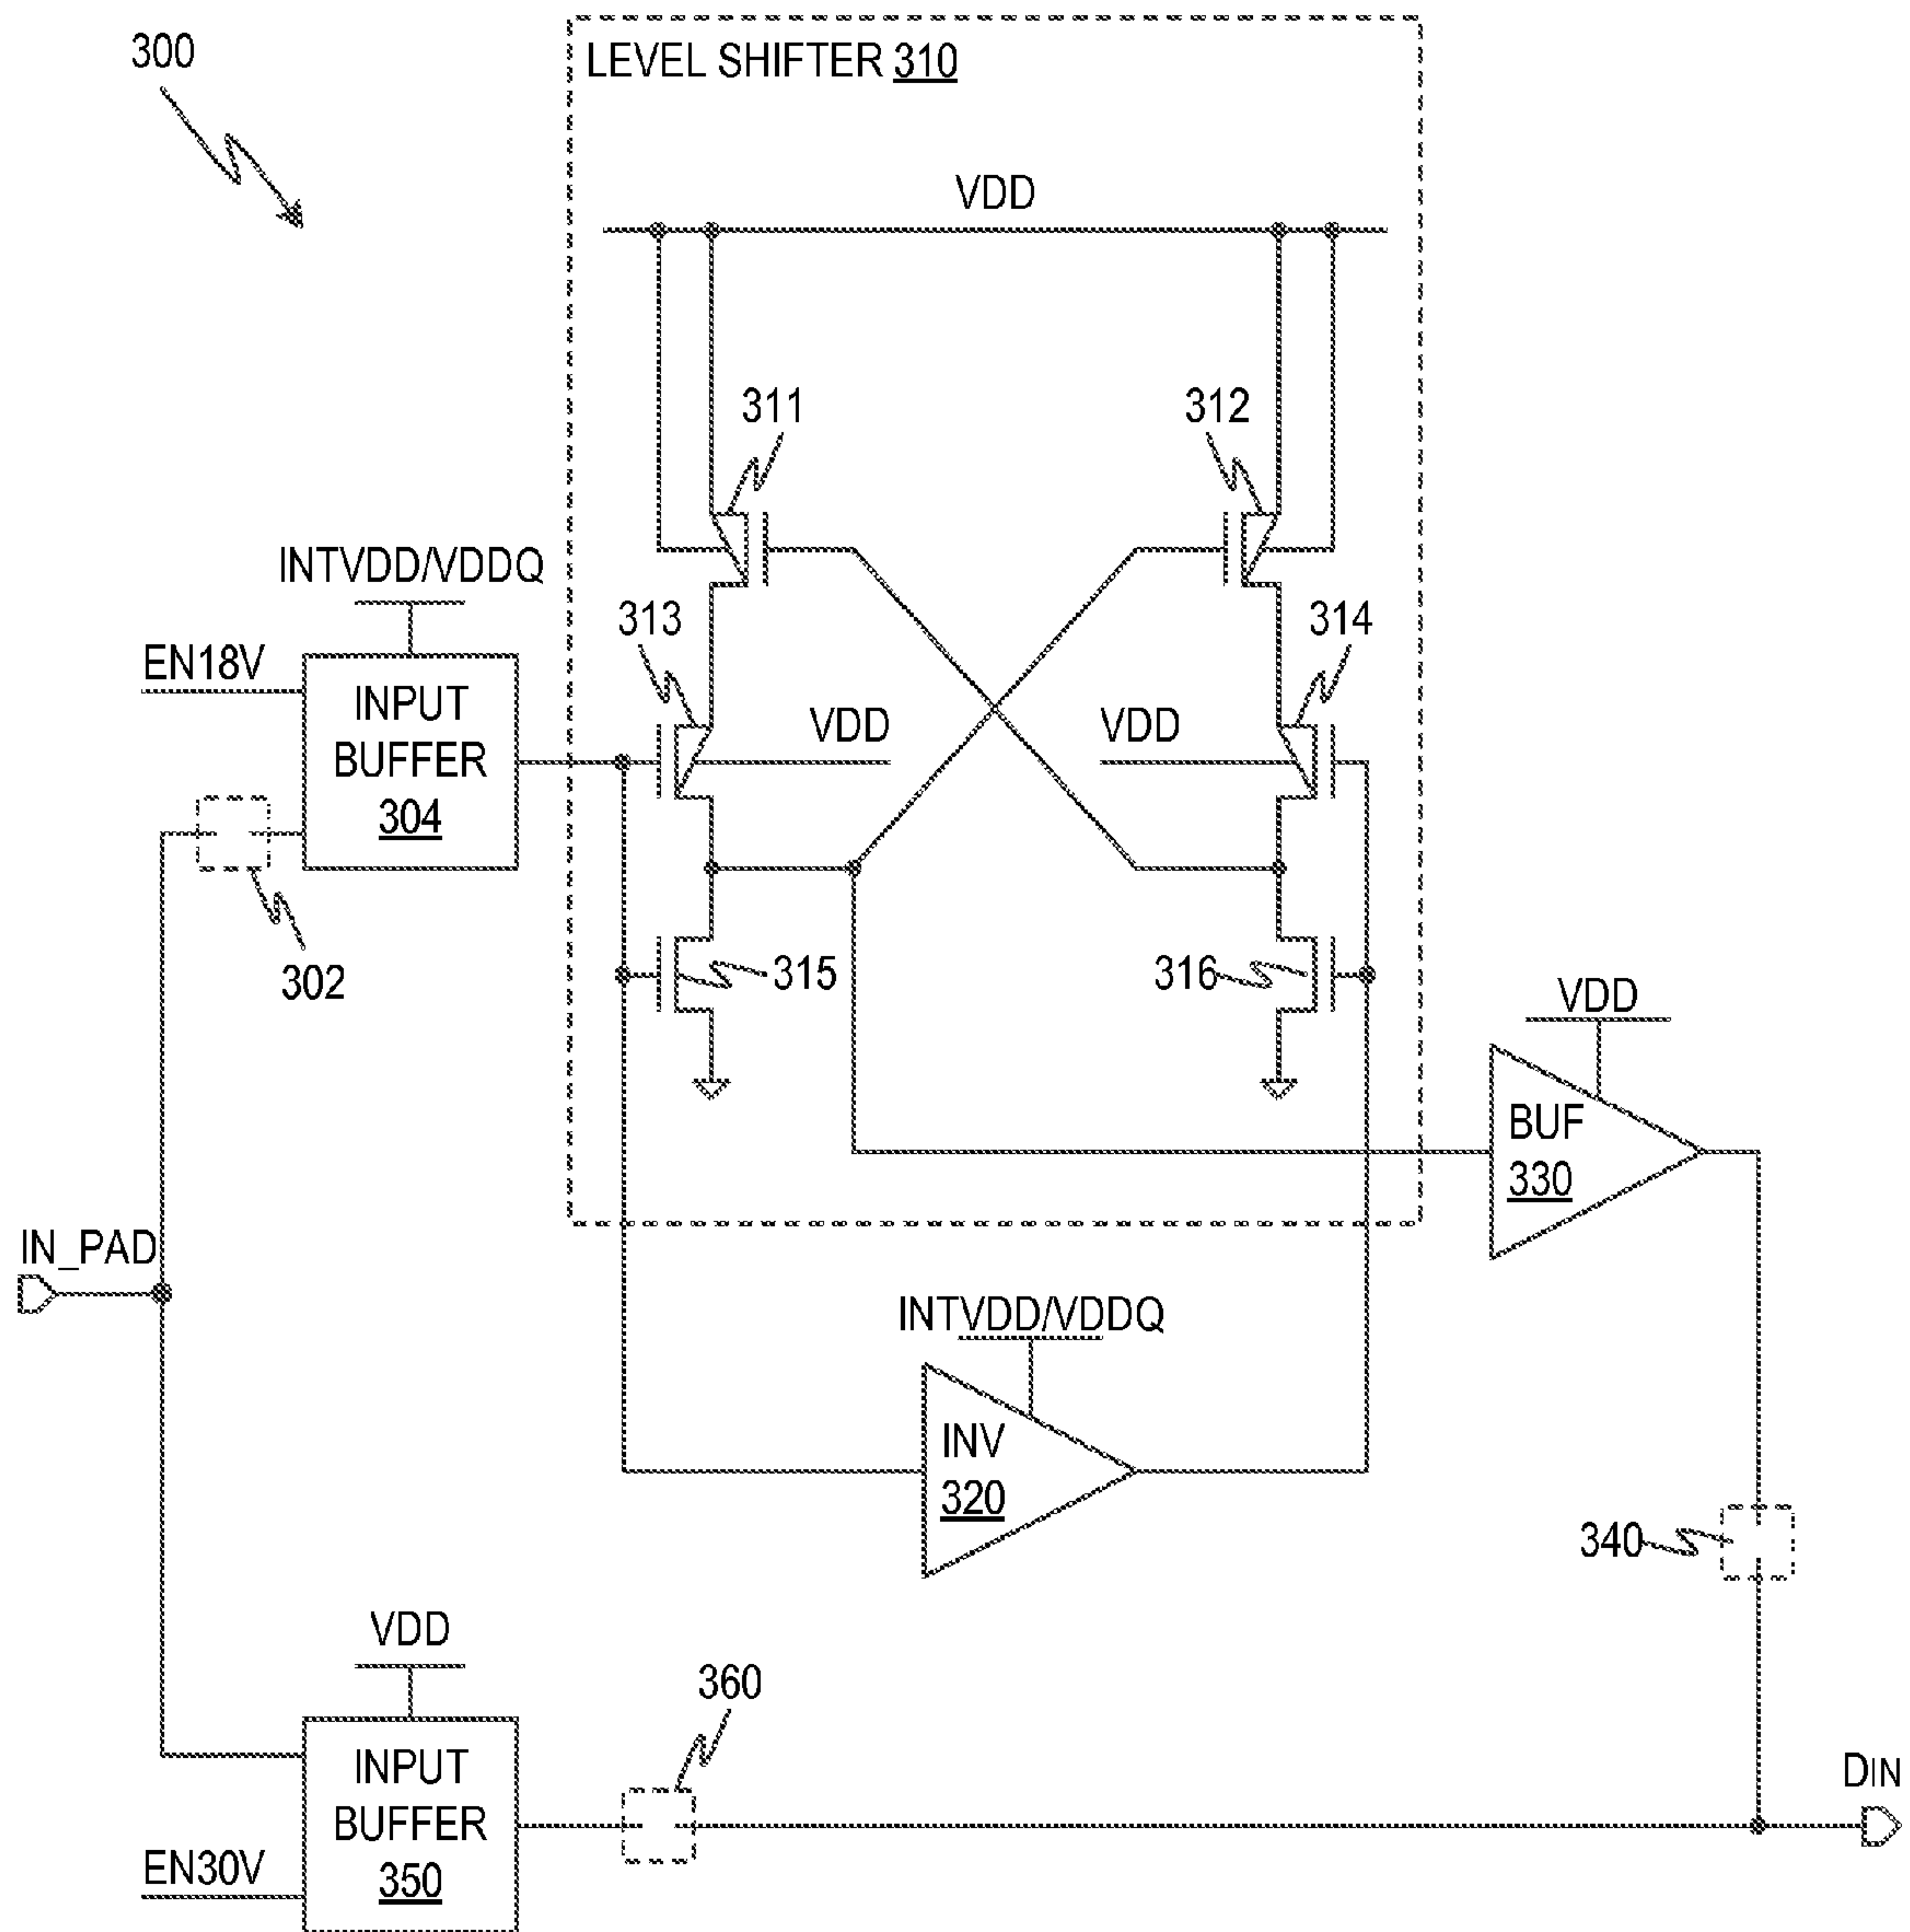 300
LEVEL SHIFTER 310
VDD
311
312
INTVDD/VDDQ
313
314
EN18V
INPUT
BUFFER
304
VDD
VDD
302
315
316
VDD
BUF
330
IN_PAD
INTVDD/VDDQ
INV
320
340
VDD
360
INPUT
BUFFER
350
DIN
EN30V